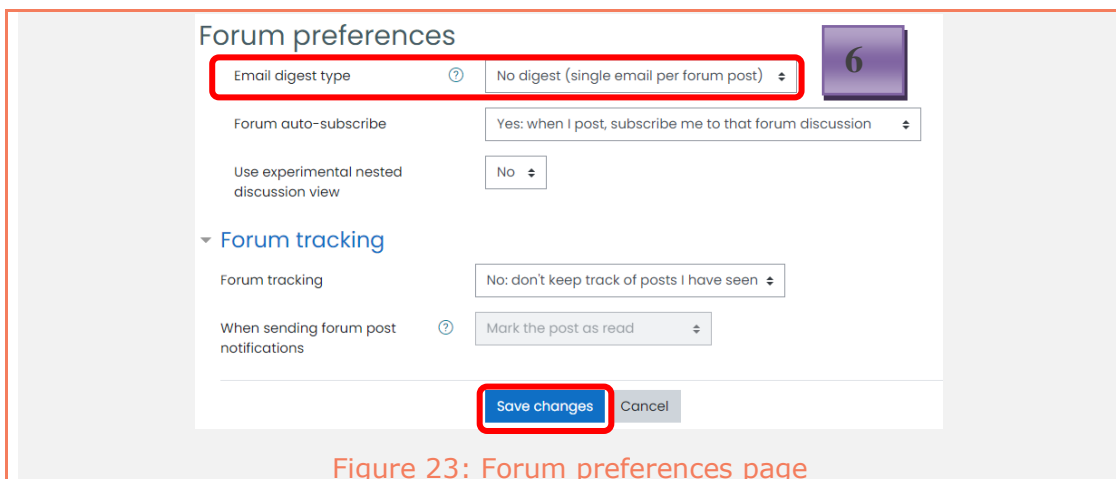 Forum preferences
6
Email digest type
No digest (single email per forum post)
Forum auto-subscribe
Yes: when I post, subscribe me to that forum discussion
Use experimental nested
discussion view
No
Forum tracking
Forum tracking
No: don't keep track of posts I have seen
When sending forum post
notifications
Mark the post as read
Save changes
Cancel
Figure 23: Forum preferences page